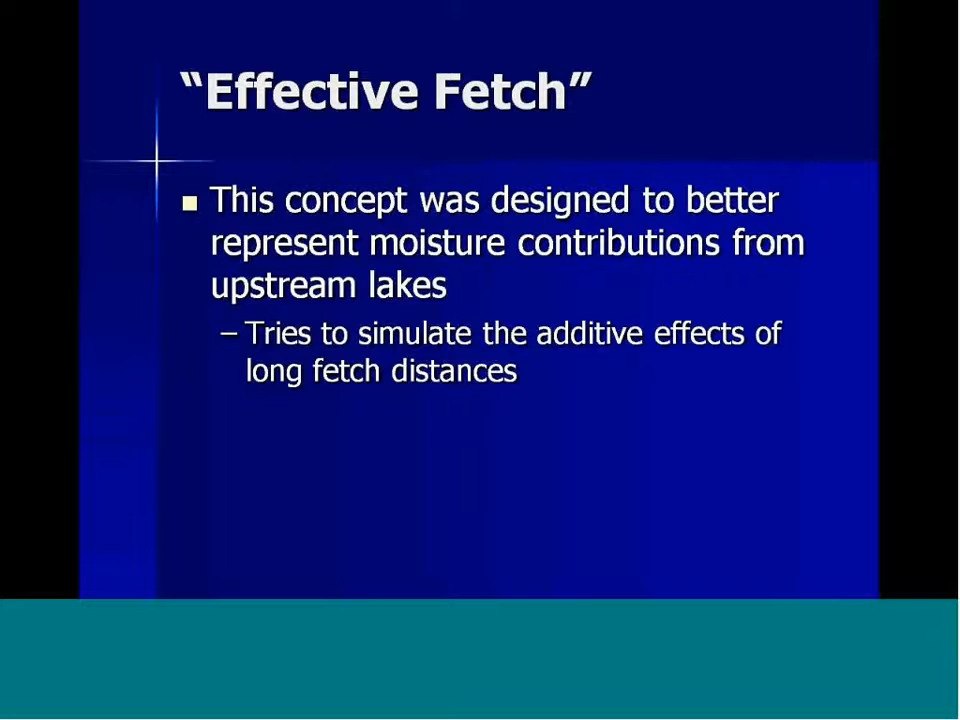 “Effective Fetch”
This concept was designed to better
represent moisture contributions from
upstream lakes
– Tries to simulate the additive effects of
long fetch distances